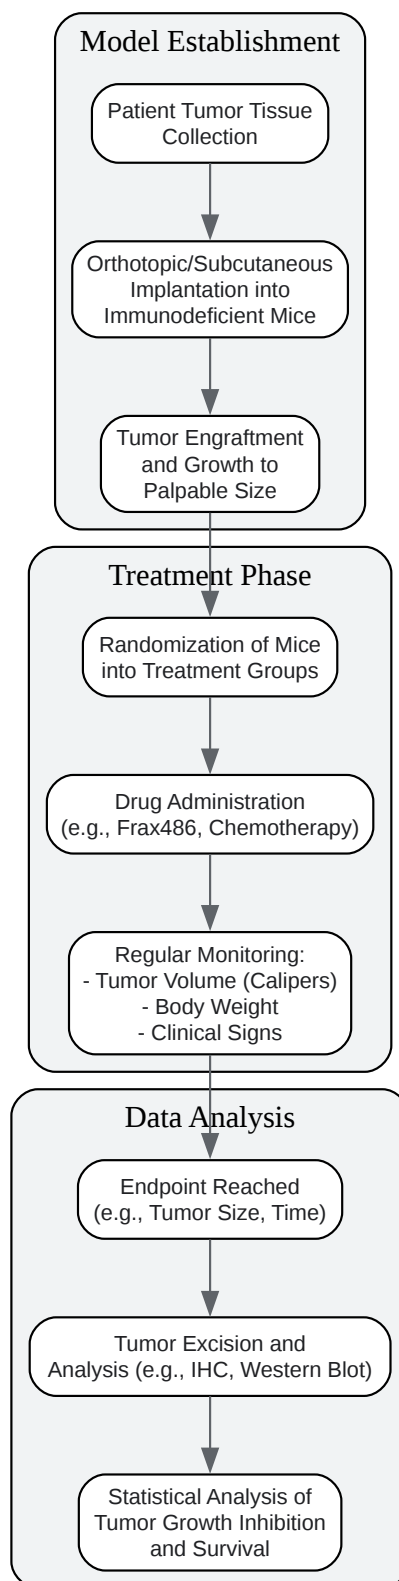 Model Establishment
Patient Tumor Tissue
Collection
Orthotopic/Subcutaneous
Implantation into
Immunodeficient Mice
Tumor Engraftment
and Growth to
Palpable Size
Treatment Phase
Randomization of Mice
into Treatment Groups
Drug Administration
(e.g., Frax486, Chemotherapy)
Regular Monitoring:
- Tumor Volume (Calipers)
- Body Weight
- Clinical Signs
Data Analysis
Endpoint Reached
(e.g., Tumor Size, Time)
Tumor Excision and
Analysis (e.g., IHC, Western Blot)
Statistical Analysis of
Tumor Growth Inhibition
and Survival